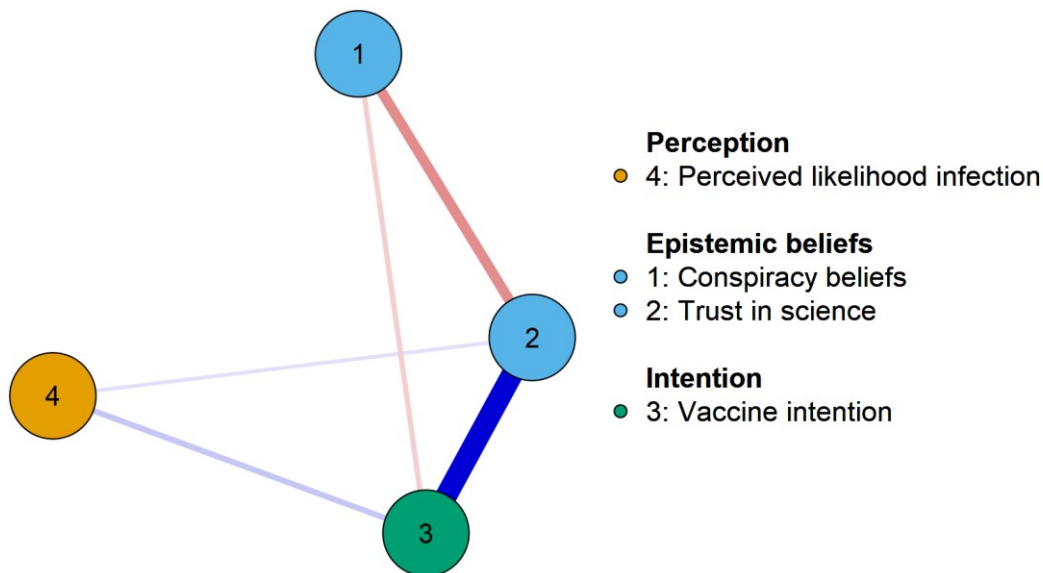 1
2
4
3
Perception
4: Perceived likelihood infection
Epistemic beliefs
1: Conspiracy beliefs
2: Trust in science
Intention
3: Vaccine intention